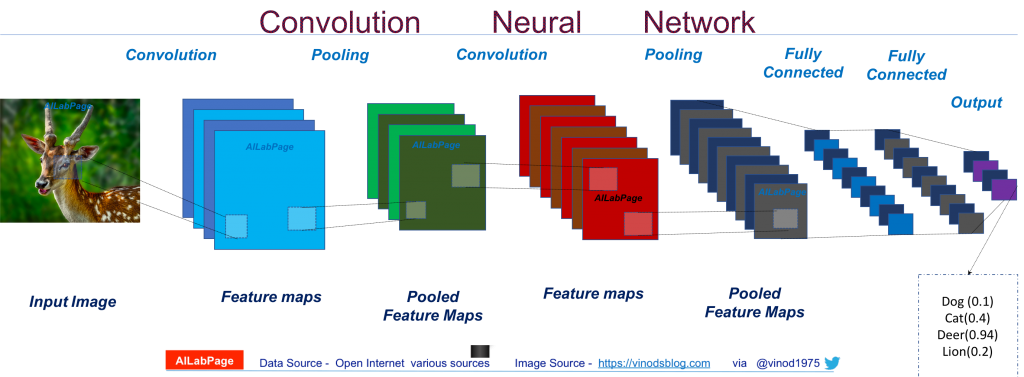 Convolution Neural Network
Convolution Pooling Convolution Pooling Fully Connected Fully Connected
Output
AILabPage
AILabPage
AILabPage
AILabPage
AILabPage
Input Image
Feature maps
Pooled
Feature Maps
Feature maps
Pooled
Feature Maps
Dog (0.1)
Cat(0.4)
Deer(0.94)
Lion(0.2)
AILabPage
Data Source - Open Internet various sources Image Source - https://vinodsblog.com via @vinod1975